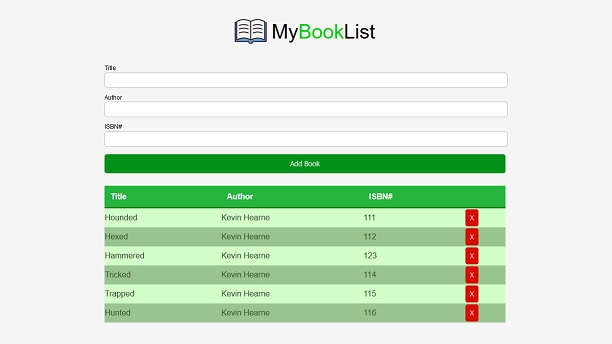 MyBookList
Title
Author
ISBN#
Add Book
Title Author ISBN#
Hounded Kevin Hearne 111 X
Hexed Kevin Hearne 112 X
Hammered Kevin Hearne 123 X
Tricked Kevin Hearne 114 X
Trapped Kevin Hearne 115 X
Hunted Kevin Hearne 116 X